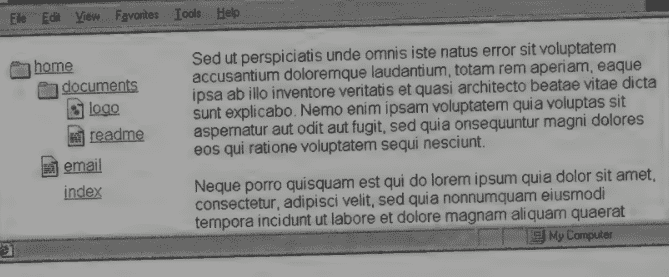 File Edit View Favorites Tools Help
home
documents
logo
readme
email
index
Sed ut perspiciatis unde omnis iste natus error sit voluptatem
accusantium doloremque laudantium, totam rem aperiam, eaque
ipsa ab illo inventore veritatis et quasi architecto beatae vitae dicta
sunt explicabo. Nemo enim ipsam voluptatem quia voluptas sit
aspernatur aut odit aut fugit, sed quia onsequuntur magni dolores
eos qui ratione voluptatem sequi nesciunt.
Neque porro quisquam est qui do lorem ipsum quia dolor sit amet,
consectetur, adipisci velit, sed quia nonnumquam eiusmodi
tempora incidunt ut labore et dolore magnam aliquam quaerat
My Computer